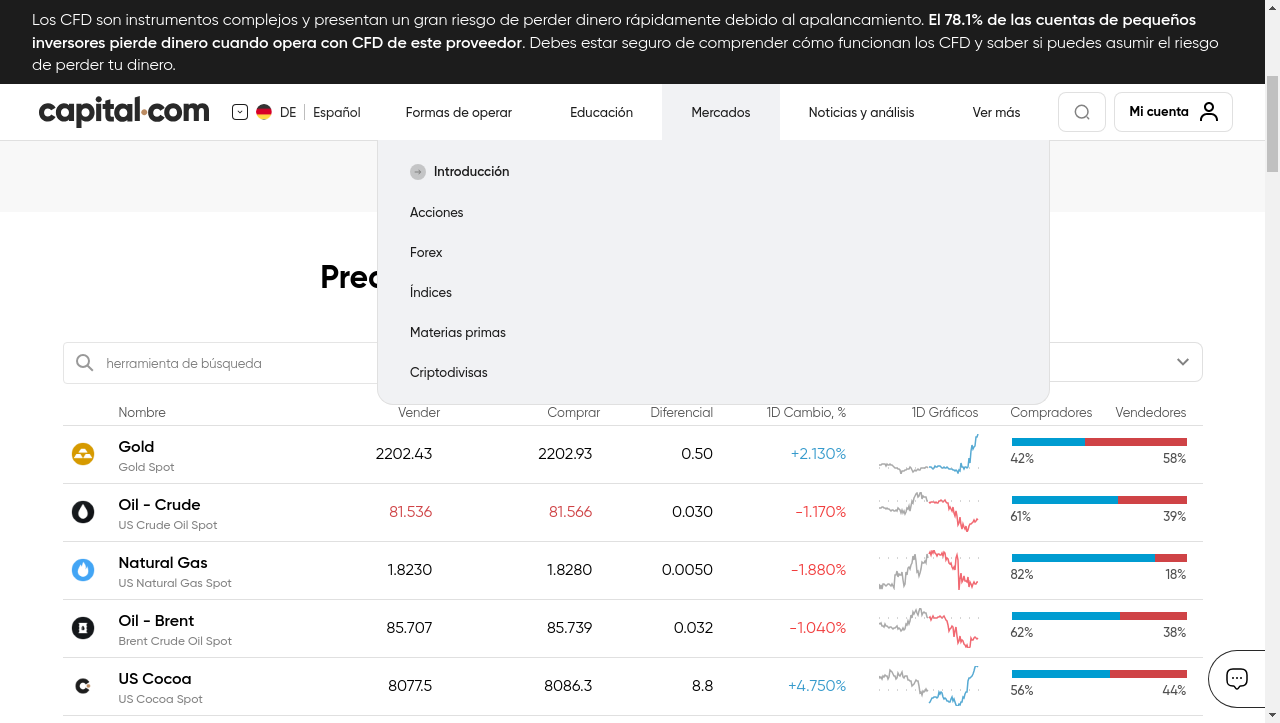 Los CFD son instrumentos complejos y presentan un gran riesgo de perder dinero rápidamente debido al apalancamiento. El 78.1% de las cuentas de pequeños
inversores pierde dinero cuando opera con CFD de este proveedor. Debes estar seguro de comprender cómo funcionan los CFD y saber si puedes asumir el riesgo
de perder tu dinero.
capital.com DE Español Formas de operar Educación Mercados Noticias y análisis Ver más Mi cuenta
Introducción
Acciones
Forex
Índices
Materias primas
Criptodivisas
herramienta de búsqueda
Nombre Vender Comprar Diferencial 1D Cambio, % 1D Gráficos Compradores Vendedores
Gold 2202.43 2202.93 0.50 +2.130%
Gold Spot 42% 58%
Oil - Crude 81.536 81.566 0.030 -1.170%
US Crude Oil Spot 61% 39%
Natural Gas 1.8230 1.8280 0.0050 -1.880%
US Natural Gas Spot 82% 18%
Oil - Brent 85.707 85.739 0.032 -1.040%
Brent Crude Oil Spot 62% 38%
US Cocoa 8077.5 8086.3 8.8 +4.750%
US Cocoa Spot 56% 44%